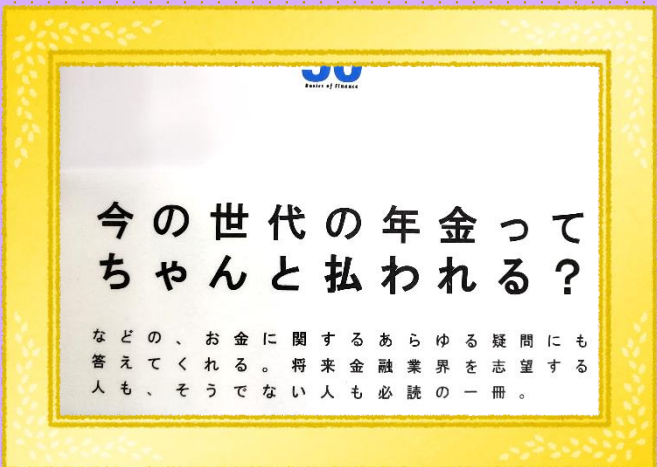 Basics of Finance
今の世代の年金って
ちゃんと払われる？
などの、お金に関するあらゆる疑問にも
答えてくれる。将来金融業界を志望する
人も、そうでない人も必読の一冊。